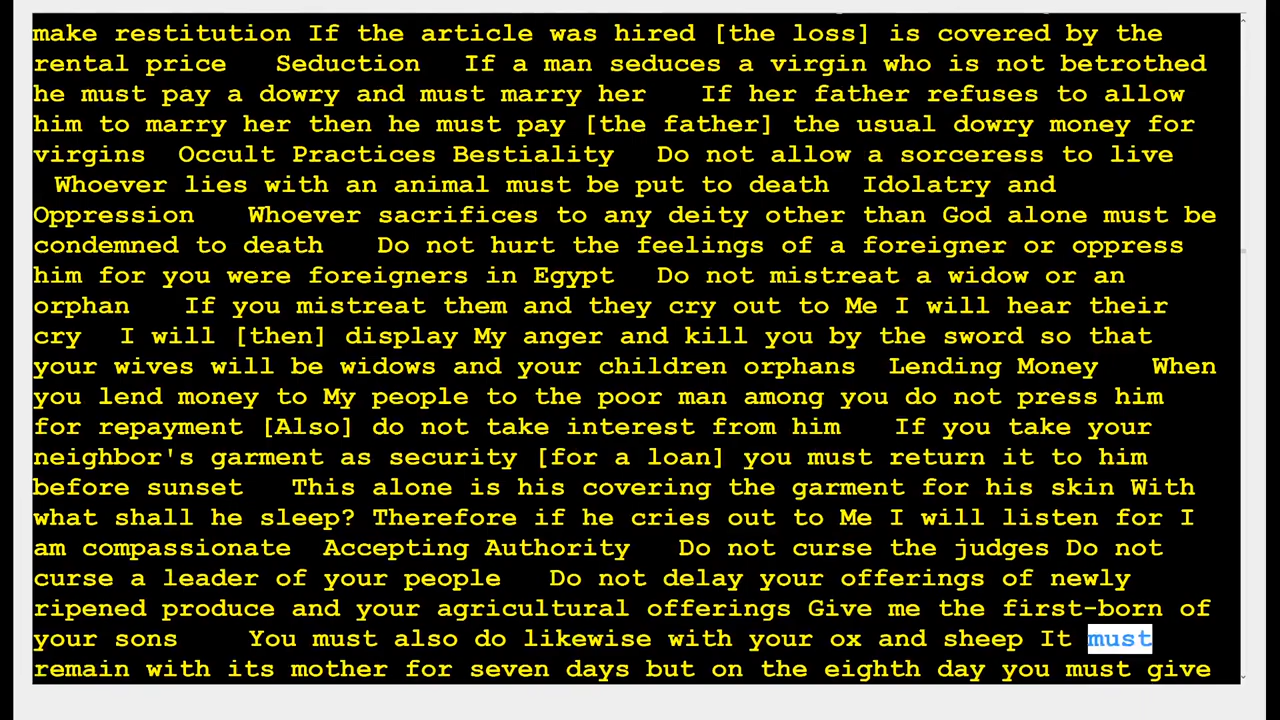 make restitution If the article was hired [the loss] is covered by the
rental price Seduction If a man seduces a virgin who is not betrothed
he must pay a dowry and must marry her If her father refuses to allow
him to marry her then he must pay [the father] the usual dowry money for
virgins Occult Practices Bestiality Do not allow a sorceress to live
Whoever lies with an animal must be put to death Idolatry and
Oppression Whoever sacrifices to any deity other than God alone must be
condemned to death Do not hurt the feelings of a foreigner or oppress
him for you were foreigners in Egypt Do not mistreat a widow or an
orphan If you mistreat them and they cry out to Me I will hear their
cry I will [then] display My anger and kill you by the sword so that
your wives will be widows and your children orphans Lending Money When
you lend money to My people to the poor man among you do not press him
for repayment [Also] do not take interest from him If you take your
neighbor's garment as security [for a loan] you must return it to him
before sunset This alone is his covering the garment for his skin With
what shall he sleep? Therefore if he cries out to Me I will listen for I
am compassionate Accepting Authority Do not curse the judges Do not
curse a leader of your people Do not delay your offerings of newly
ripened produce and your agricultural offerings Give me the first-born of
your sons You must also do likewise with your ox and sheep It must
remain with its mother for seven days but on the eighth day you must give